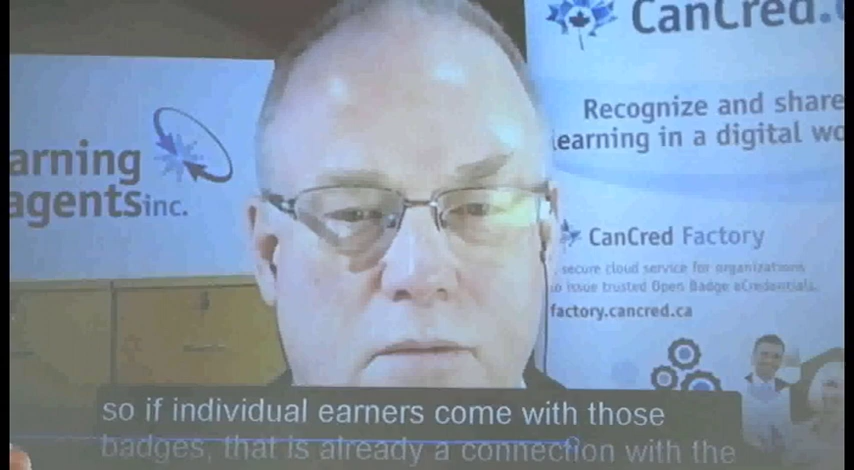 arning
agentsinc.
CanCred.
Recognize and share
learning in a digital wo
CanCred Factory
secure cloud service for organizations
to issue trusted Open Badge eCredentials.
factory.cancred.ca
so if individual earners come with those
badges, that is already a connection with the